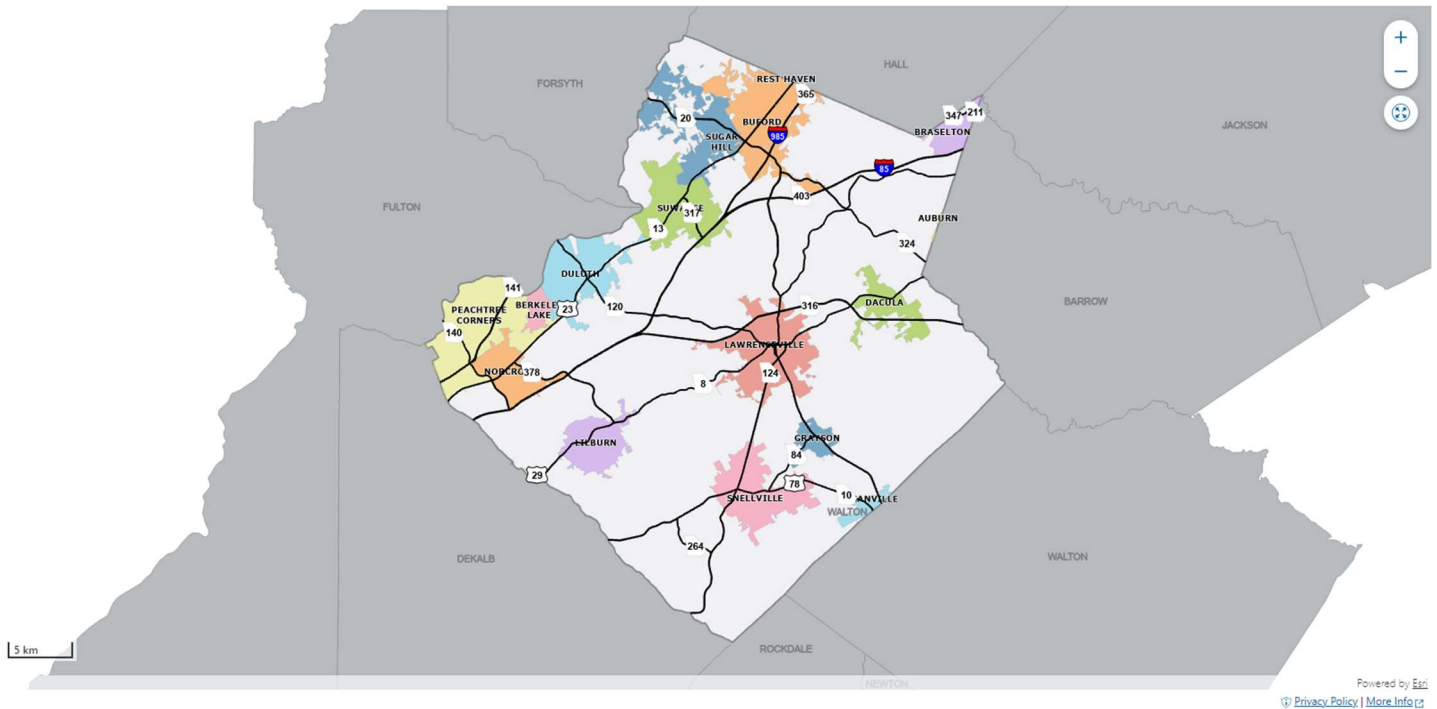 REST HAVEN
HALL
+
FORSYTH
365
−
20
BUFORD
347
211
SUGAR
HILL
985
BRASELTON
JACKSON
85
403
FULTON
317
13
AUBURN
324
DULUTH
141
BERKELE
LAKE
23
120
316
DACULA
BARROW
PEACHTREE
CORNERS
140
LAWRENCEVILLE
378
124
8
LILBURN
GRAYSON
84
29
78
SNELLVILLE
10
ANVILLE
WALTON
264
DEKALB
WALTON
5 km
ROCKDALE
NEWTON
Powered by Esri
Privacy Policy | More Info